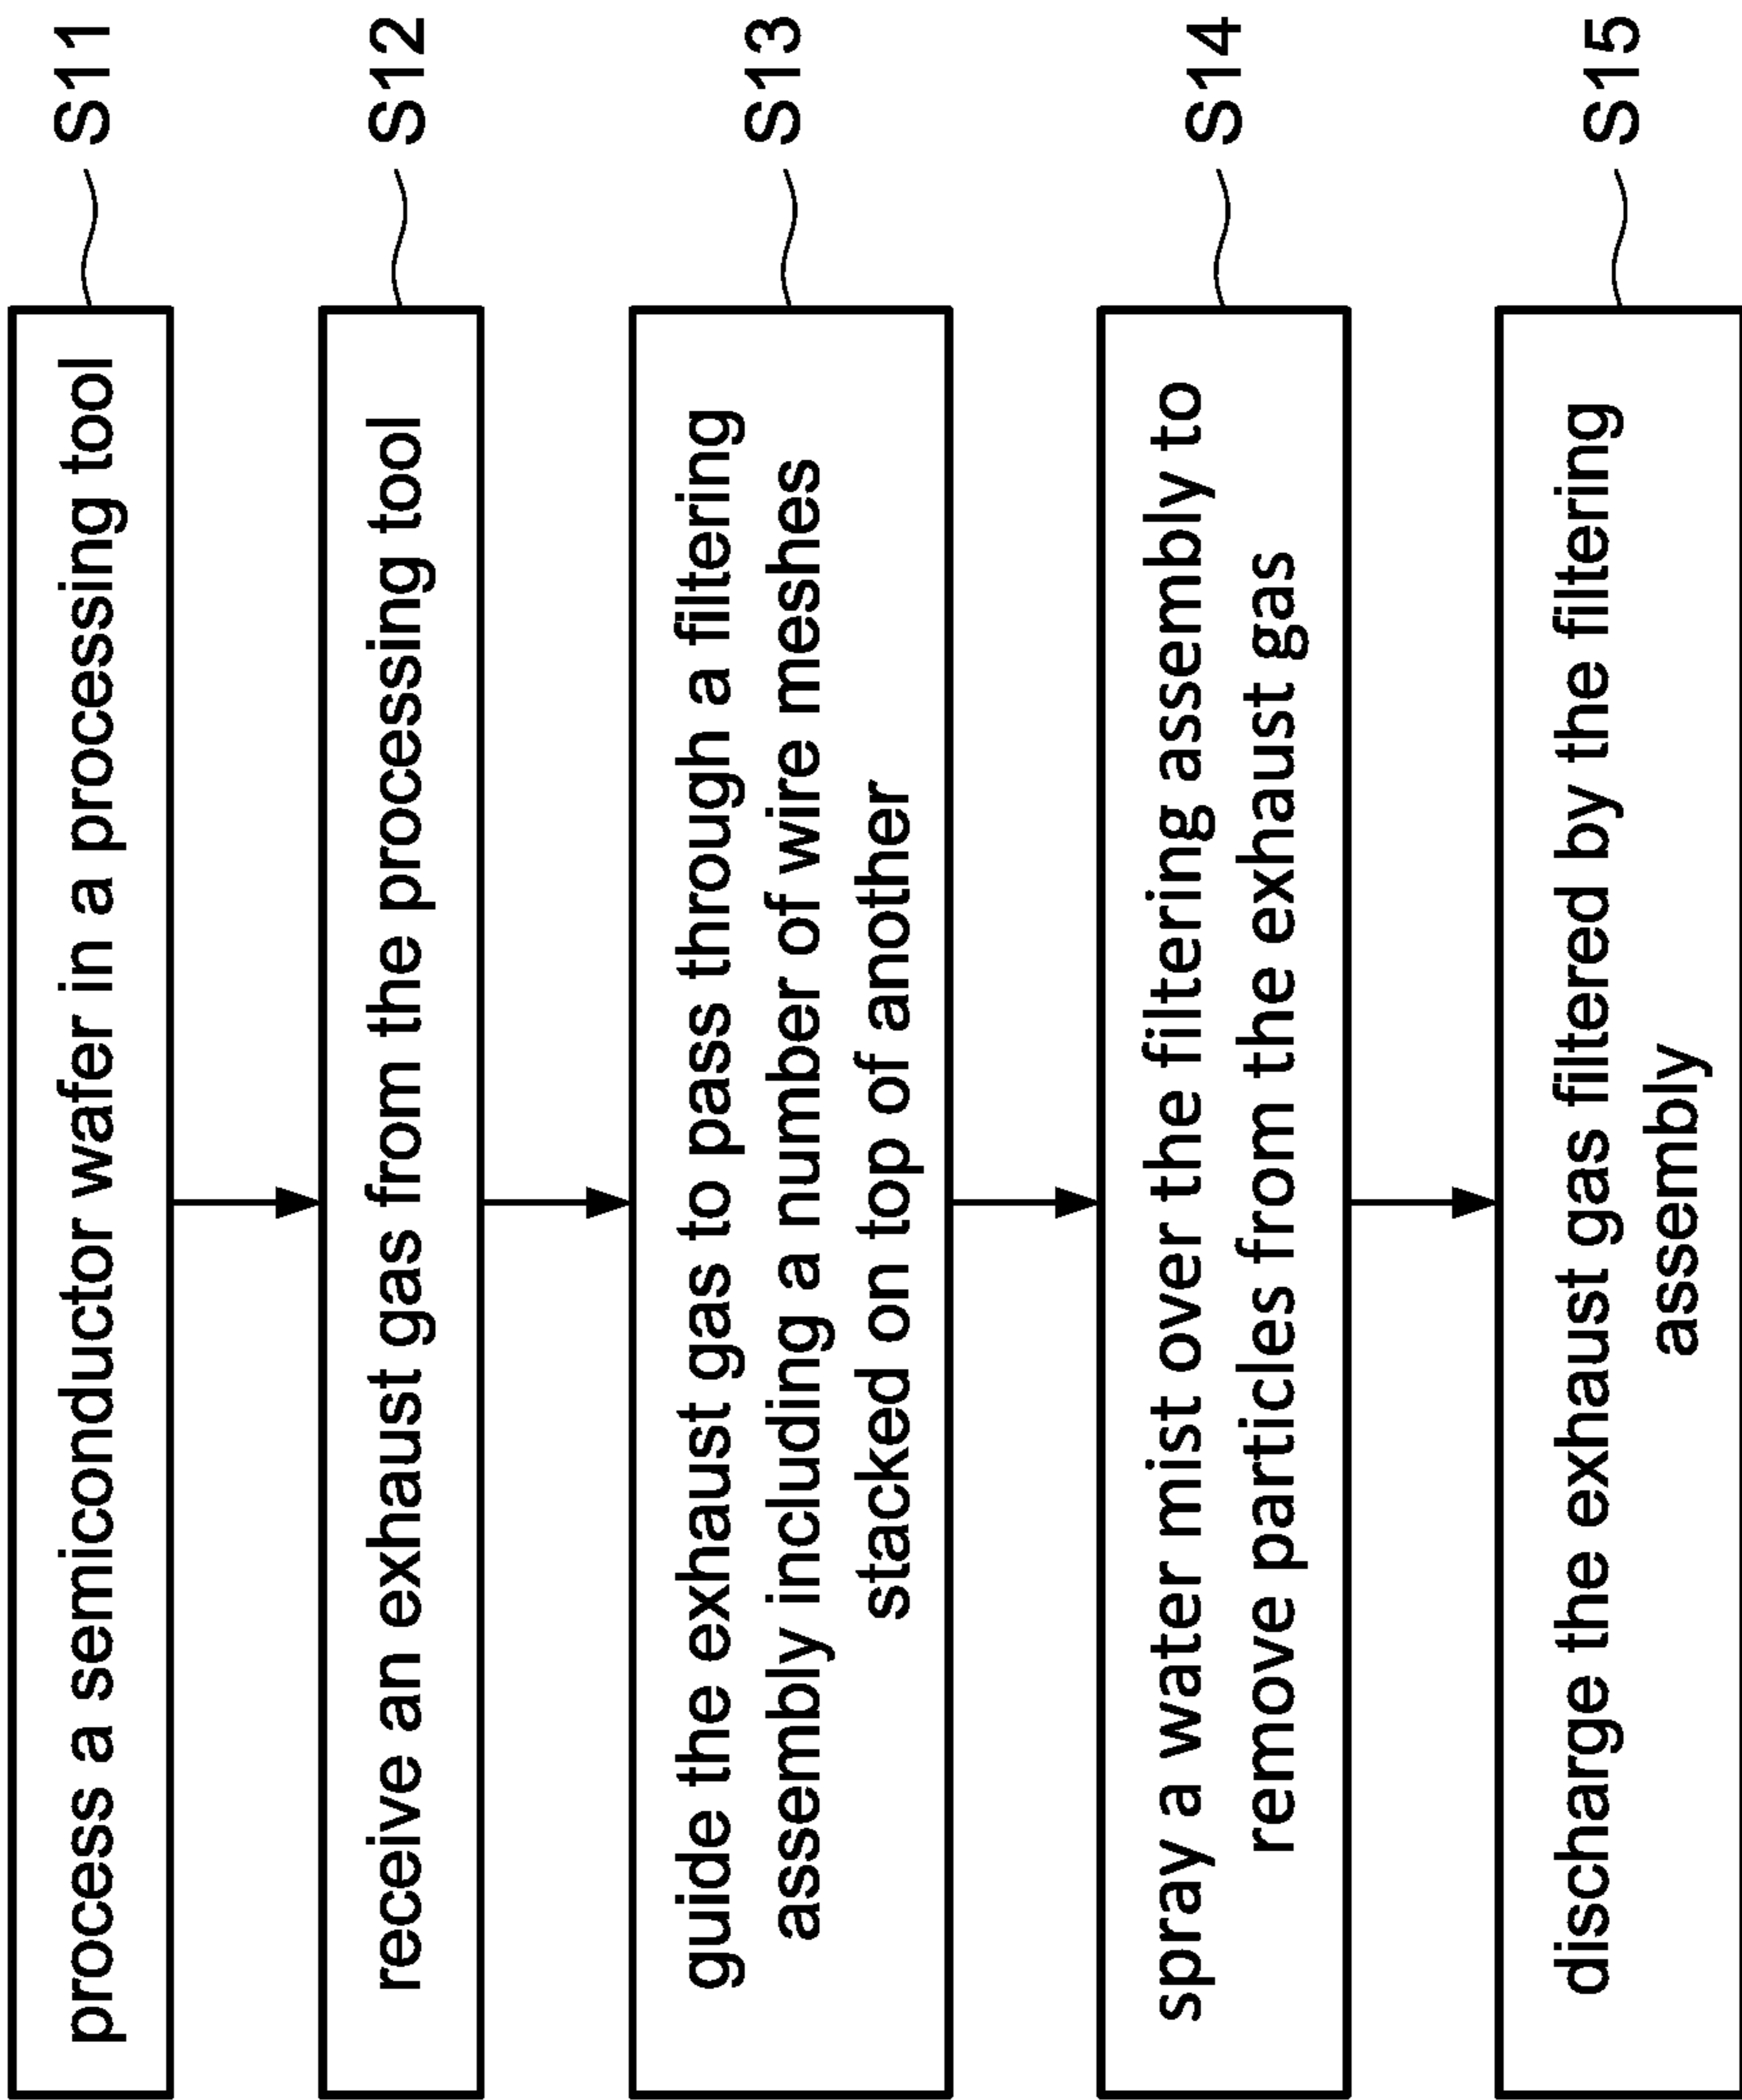 process a semiconductor wafer in a processing tool
S11
receive an exhaust gas from the processing tool
S12
guide the exhaust gas to pass through a filtering
assembly including a number of wire meshes
stacked on top of another
S13
spray a water mist over the filtering assembly to
remove particles from the exhaust gas
S14
discharge the exhaust gas filtered by the filtering
assembly
S15